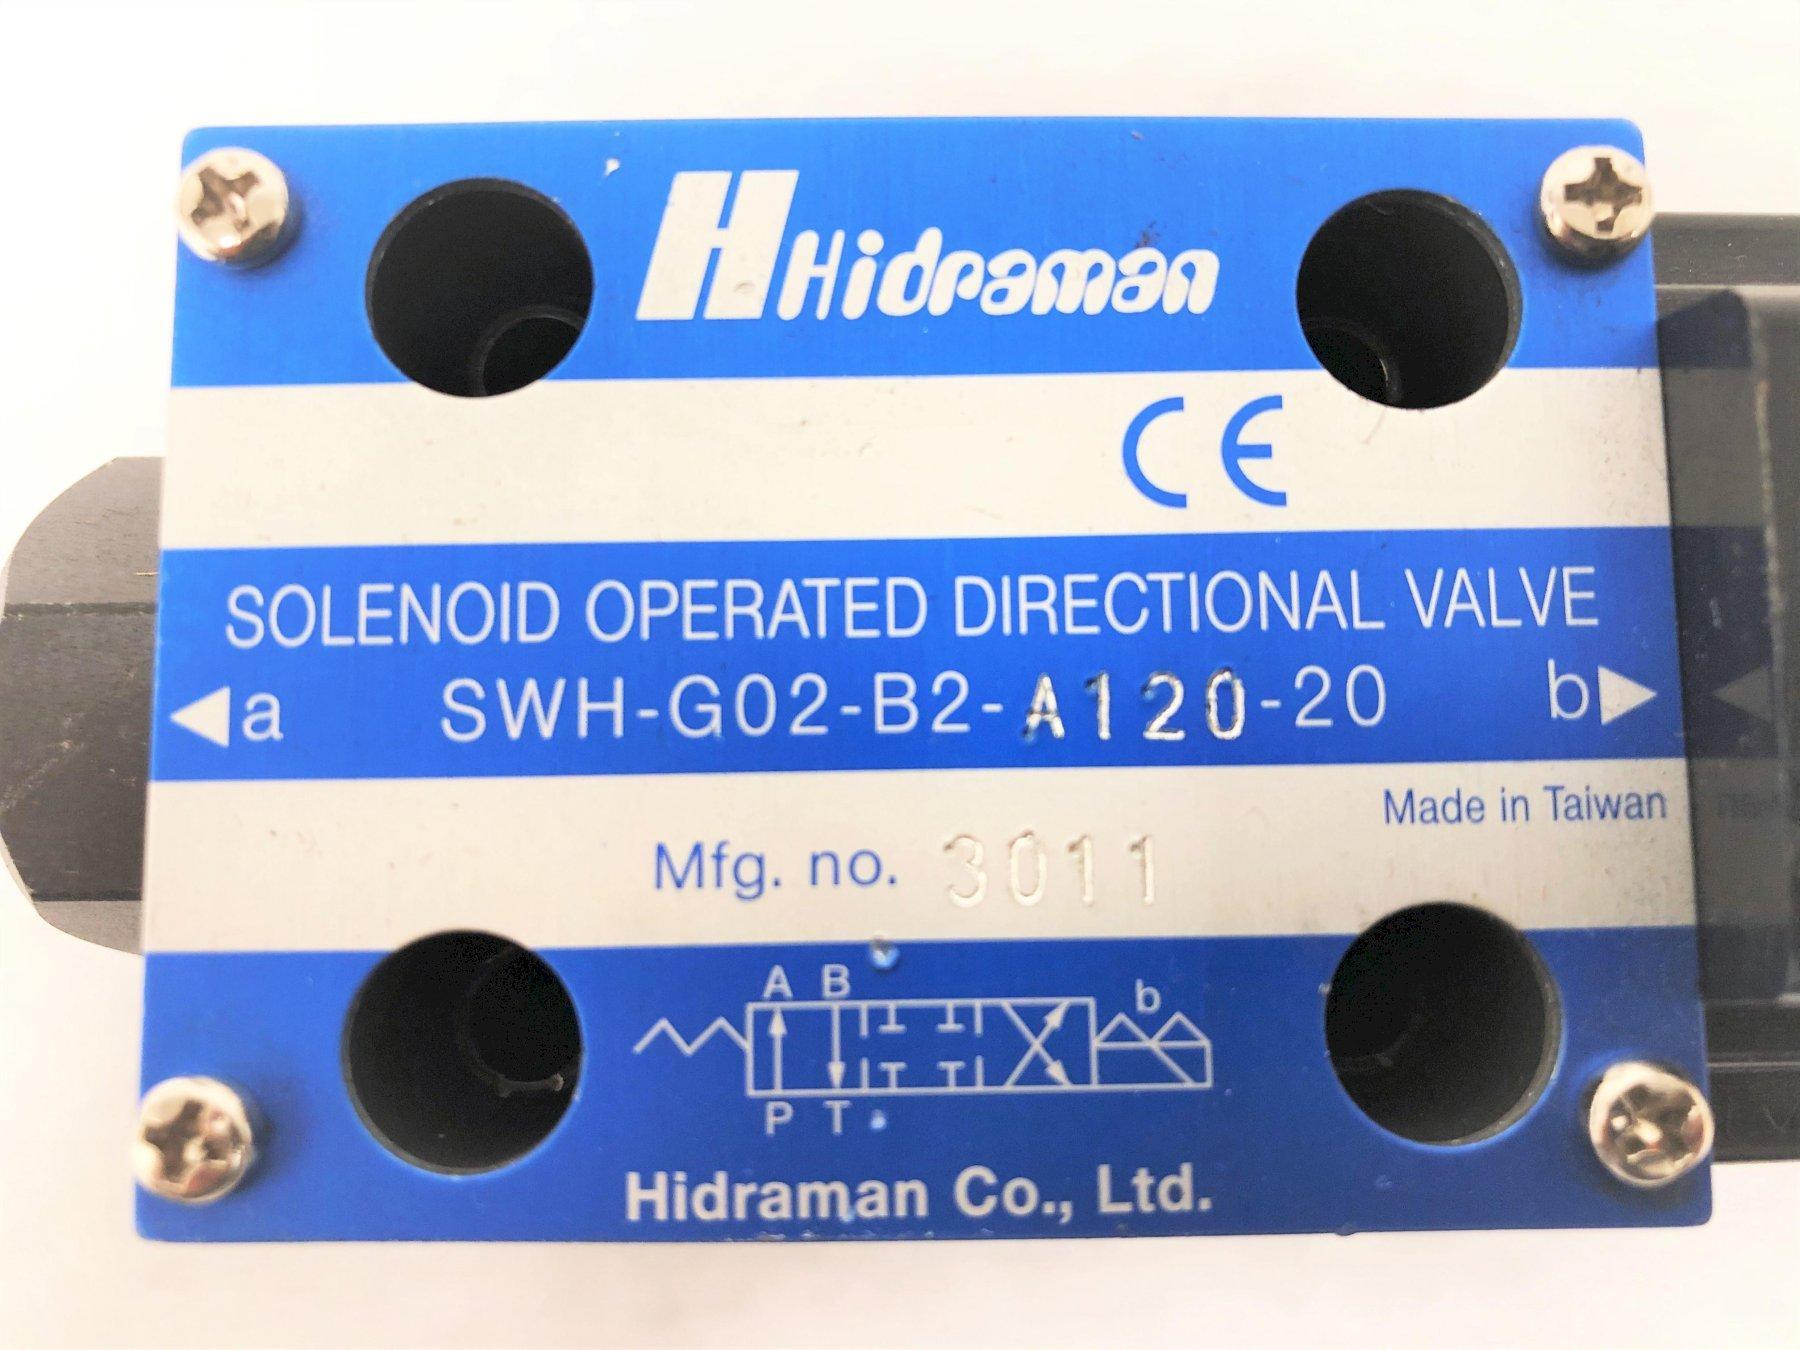 H Hidraman
CE
SOLENOID OPERATED DIRECTIONAL VALVE
a SWH-G02-B2-A120-20 b
Made in Taiwan
Mfg. no. 3011
A B b
P T
Hidraman Co., Ltd.